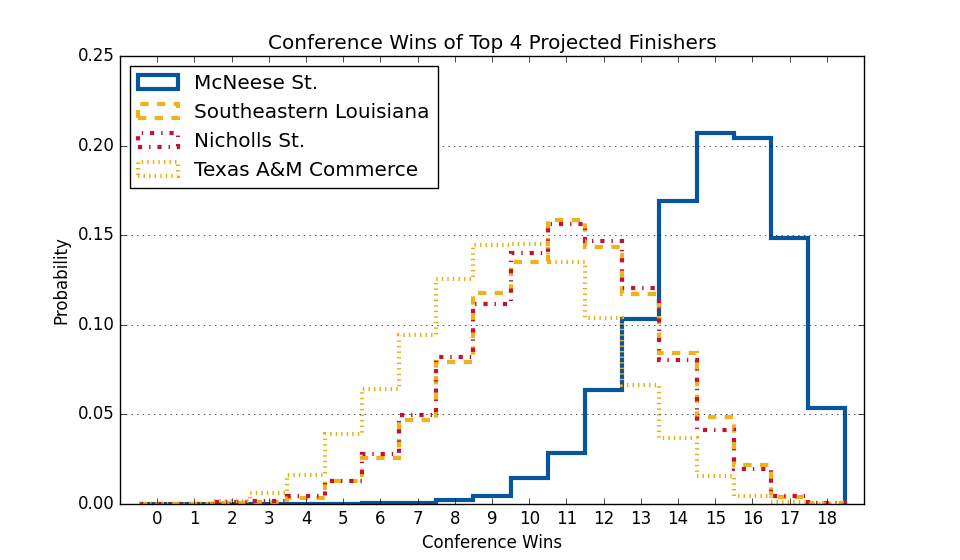 Conference Wins of Top 4 Projected Finishers
McNeese St.
Southeastern Louisiana
Nicholls St.
Texas A&M Commerce
Probability
0.25
0.20
0.15
0.10
0.05
0.00
0 1 2 3 4 5 6 7 8 9 10 11 12 13 14 15 16 17 18
Conference Wins